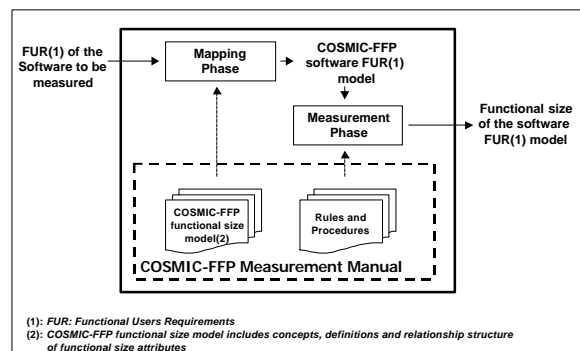 FUR(1) of the
Software to be
measured
Mapping
Phase
COSMIC-FFP
software FUR(1)
model
Measurement
Phase
Functional size
of the software
FUR(1) model
COSMIC-FFP
functional size
model(2)
Rules and
Procedures
COSMIC-FFP Measurement Manual
(1): FUR: Functional Users Requirements
(2): COSMIC-FFP functional size model includes concepts, definitions and relationship structure
of functional size attributes